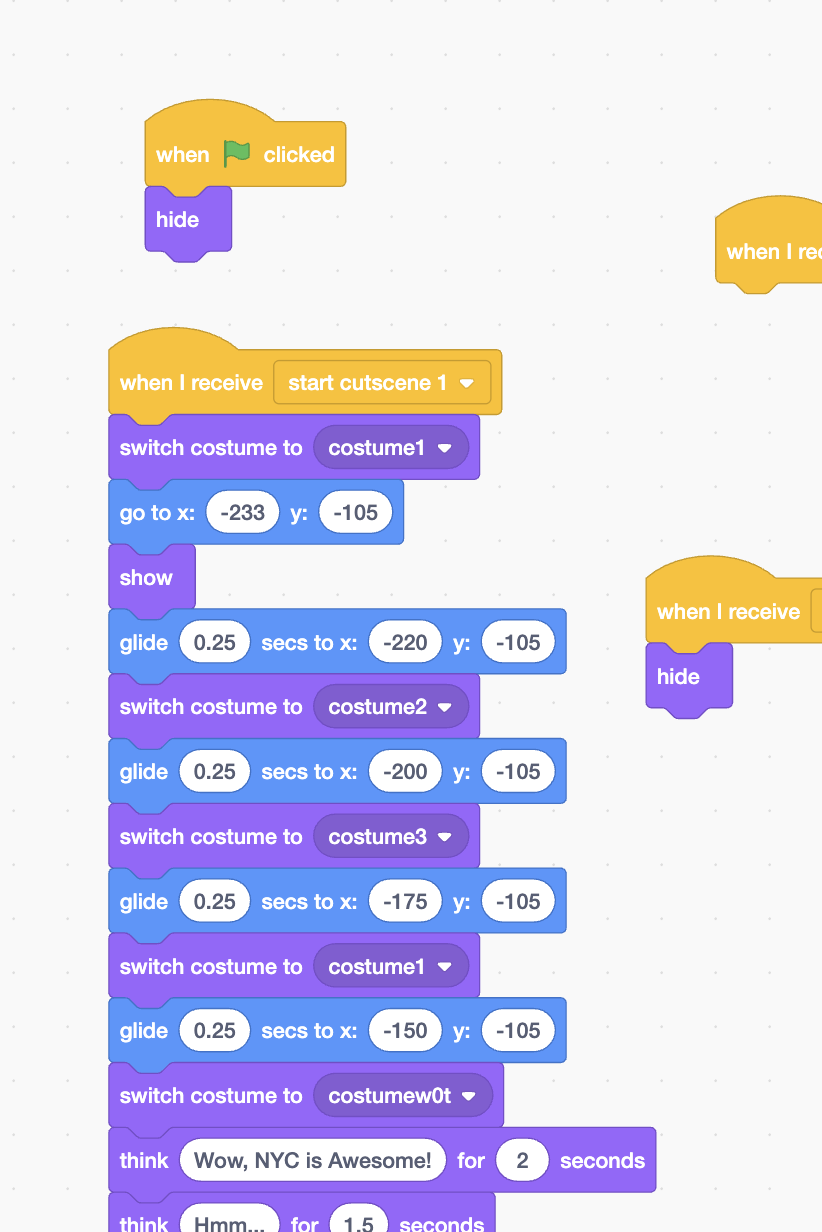 when clicked
hide
when I
when I receive start cutscene 1
switch costume to costume1
go to x: -233 y: -105
show
glide 0.25 secs to x: -220 y: -105
when I receive
hide
switch costume to costume2
glide 0.25 secs to x: -200 y: -105
switch costume to costume3
glide 0.25 secs to x: -175 y: -105
switch costume to costume1
glide 0.25 secs to x: -150 y: -105
switch costume to costumew0t
think Wow, NYC is Awesome! for 2 seconds
think Hmm... for 1.5 seconds